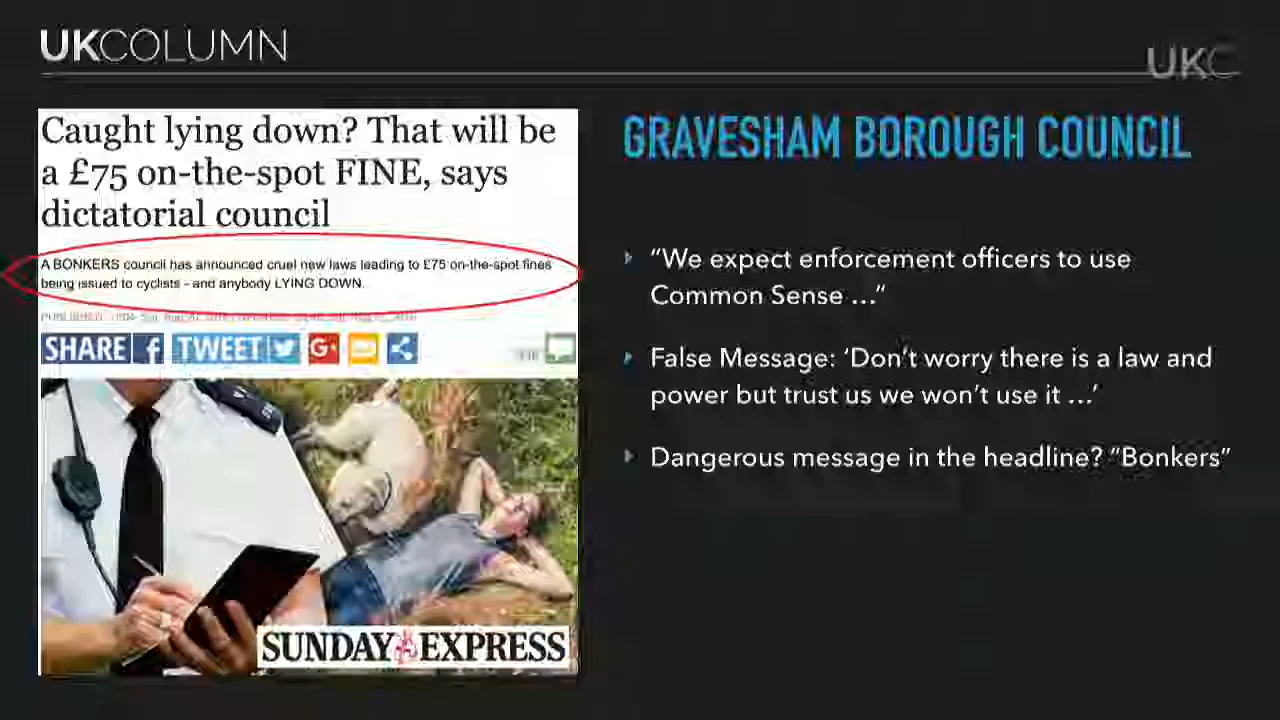 UKCOLUMN
UKC
Caught lying down? That will be
a £75 on-the-spot FINE, says
dictatorial council
A BONKERS council has announced cruel new laws leading to £75 on-the-spot fines
being issued to cyclists - and anybody LYING DOWN.
SHARE f TWEET G+
SUNDAY EXPRESS
GRAVESHAM BOROUGH COUNCIL
“We expect enforcement officers to use
Common Sense …”
False Message: ‘Don’t worry there is a law and
power but trust us we won’t use it …’
Dangerous message in the headline? “Bonkers”